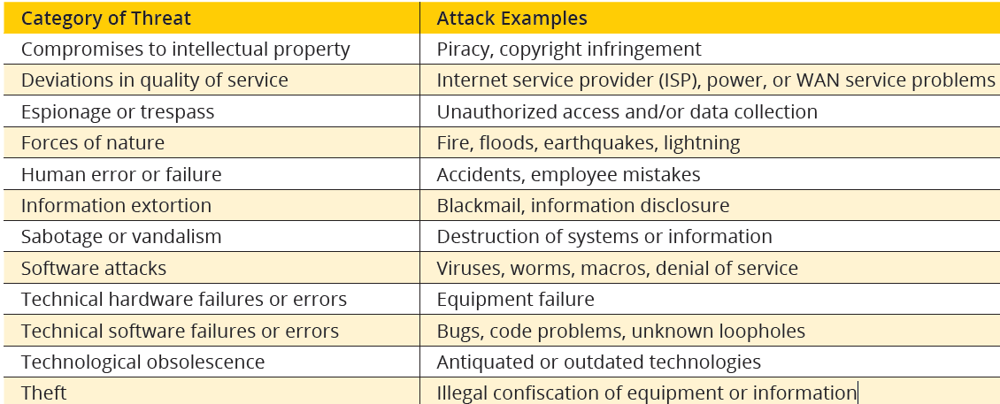 Category of Threat Attack Examples
Compromises to intellectual property Piracy, copyright infringement
Deviations in quality of service Internet service provider (ISP), power, or WAN service problems
Espionage or trespass Unauthorized access and/or data collection
Forces of nature Fire, floods, earthquakes, lightning
Human error or failure Accidents, employee mistakes
Information extortion Blackmail, information disclosure
Sabotage or vandalism Destruction of systems or information
Software attacks Viruses, worms, macros, denial of service
Technical hardware failures or errors Equipment failure
Technical software failures or errors Bugs, code problems, unknown loopholes
Technological obsolescence Antiquated or outdated technologies
Theft Illegal confiscation of equipment or information